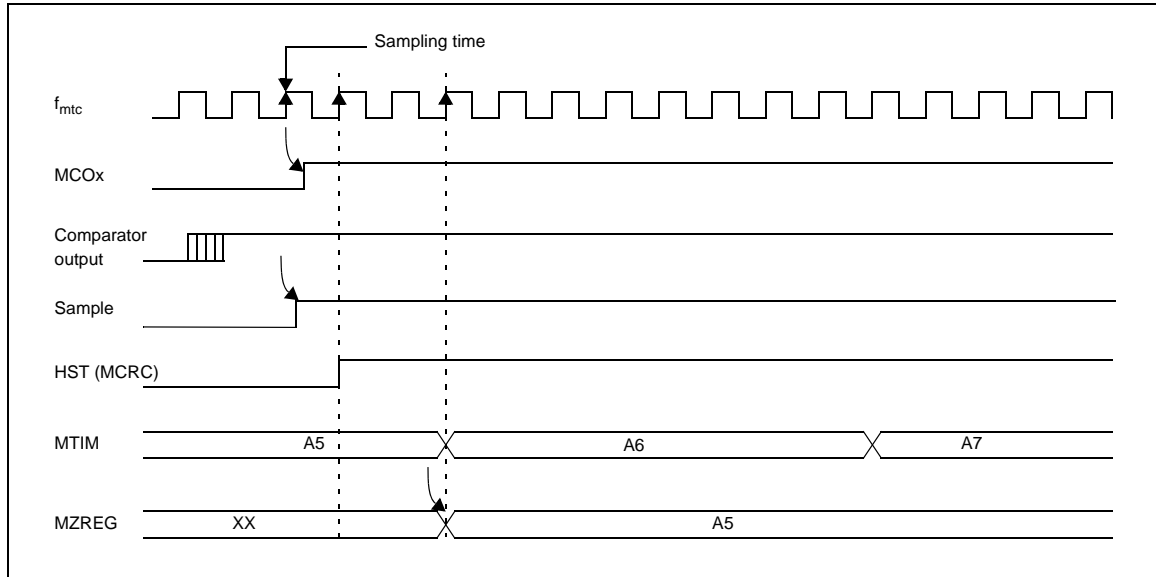 Sampling time
fmtc
MCOx
Comparator
output
Sample
HST (MCRC)
MTIM
A5
A6
A7
MZREG
XX
A5